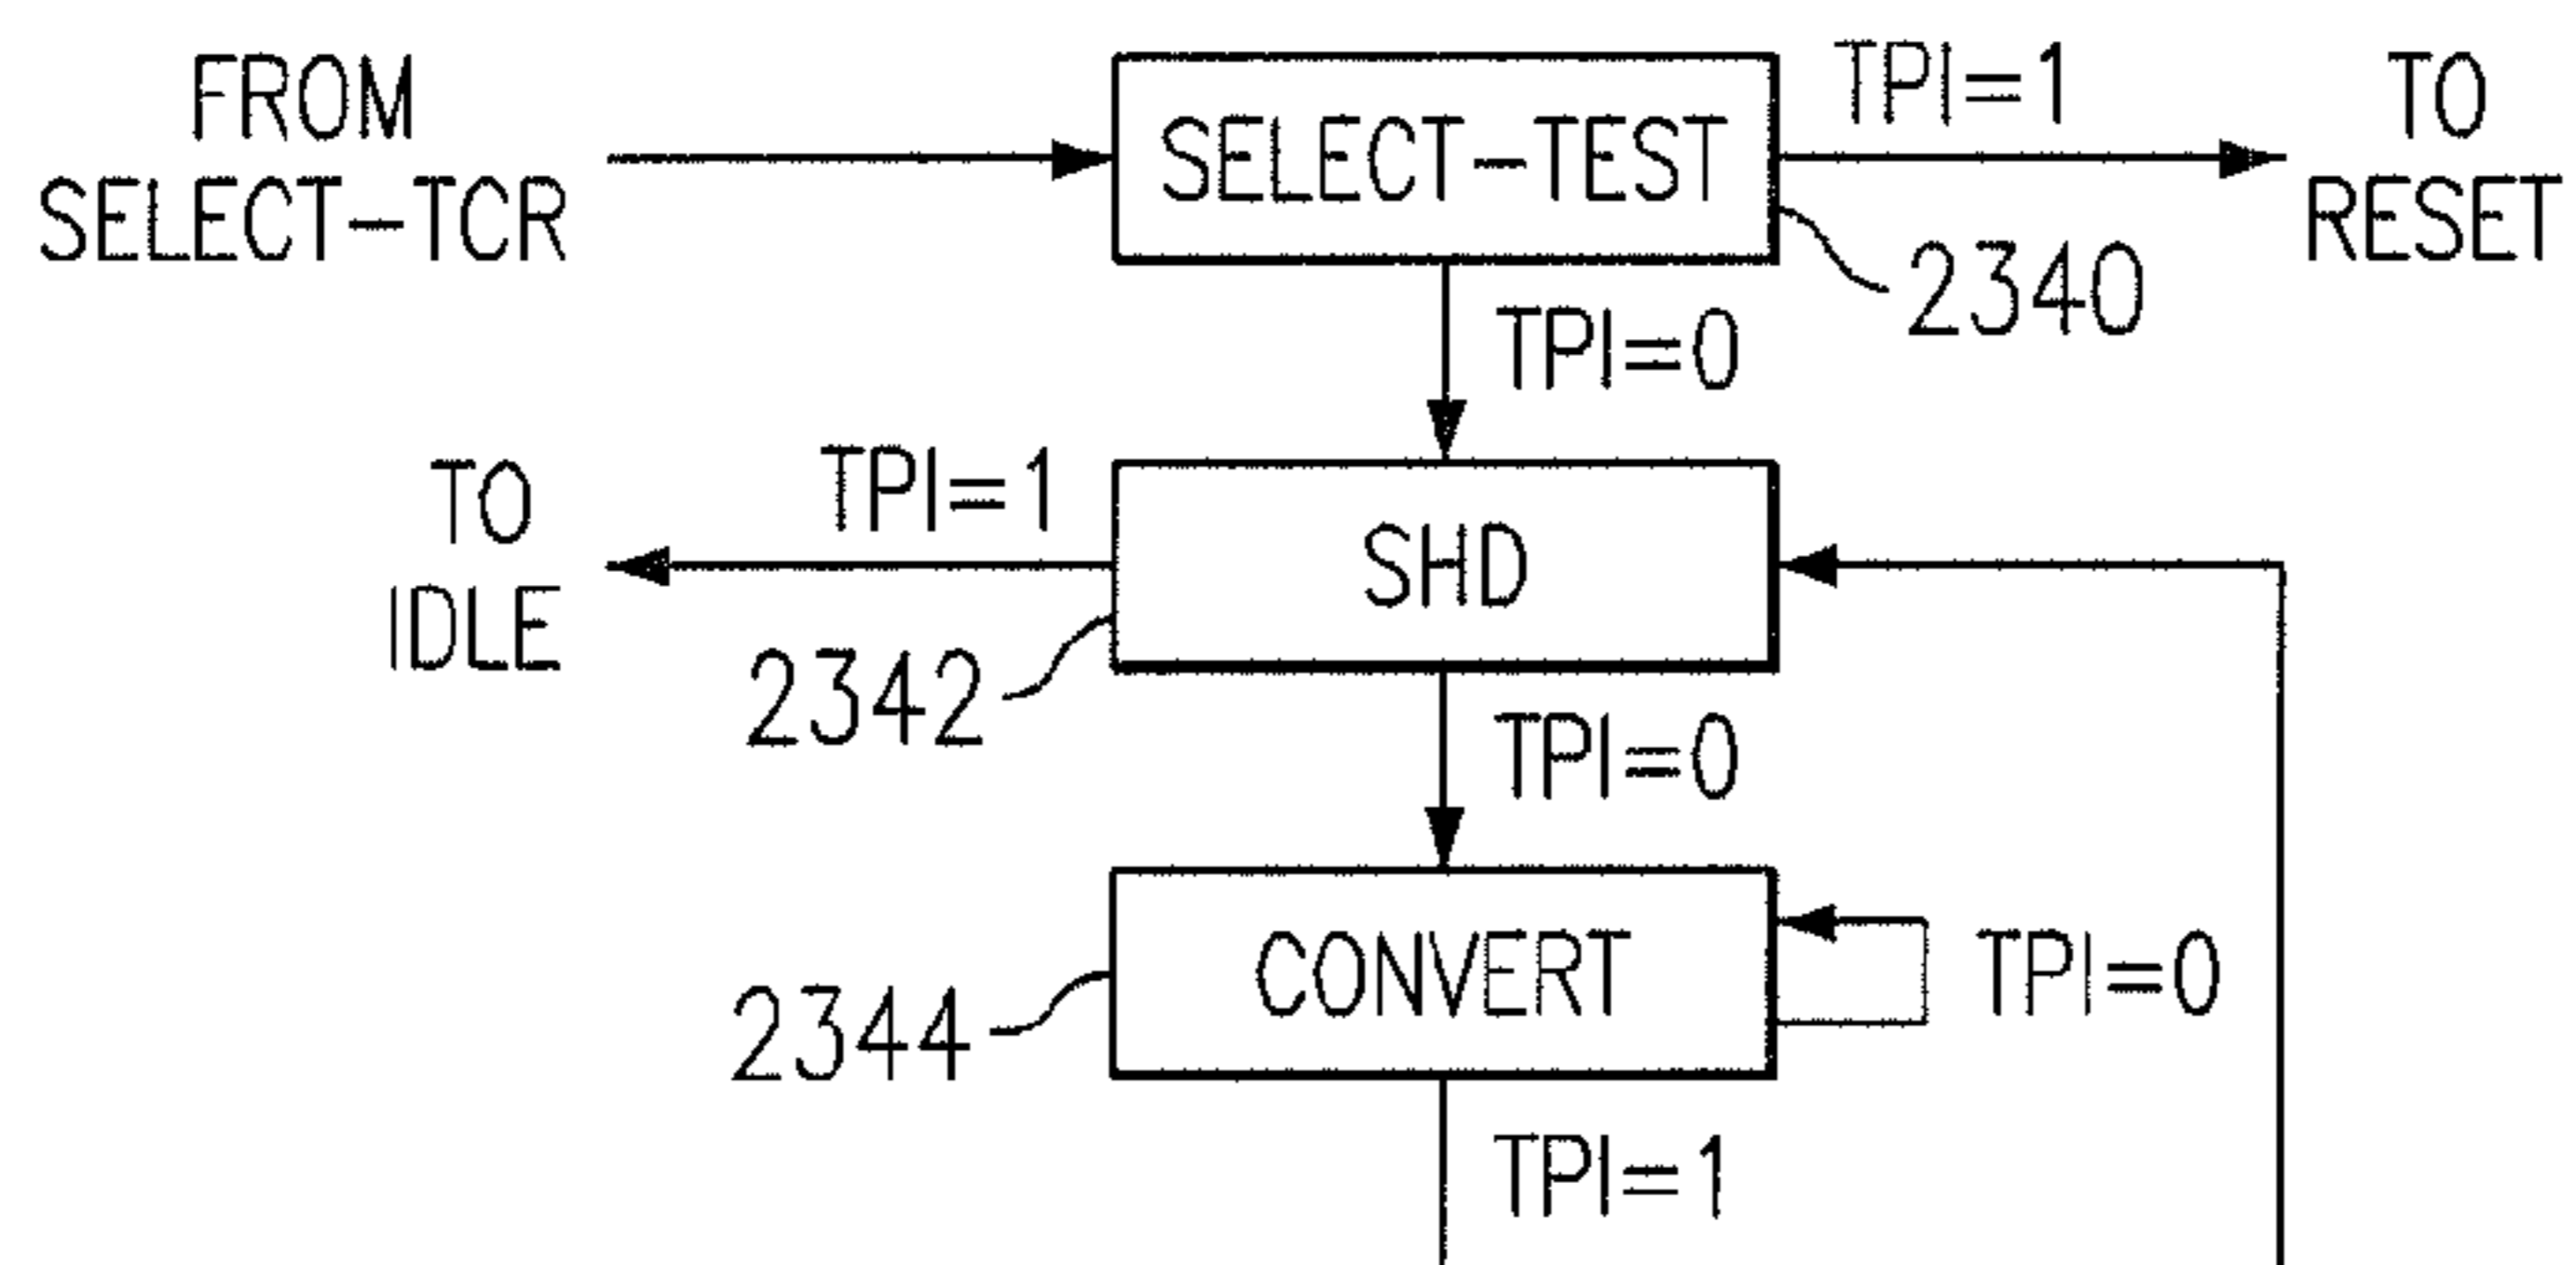 FROM
SELECT-TCR
SELECT-TEST
TPI=1
TO
RESET
2340
TPI=0
TO
IDLE
TPI=1
SHD
2342
TPI=0
CONVERT
TPI=0
2344
TPI=1